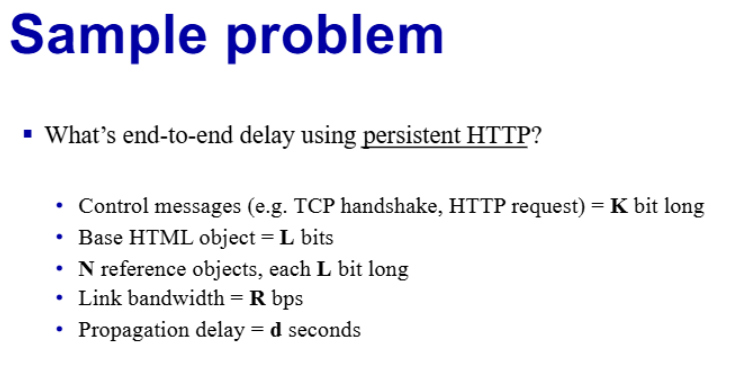 Sample problem
▪ What’s end-to-end delay using persistent HTTP?
• Control messages (e.g. TCP handshake, HTTP request) = K bit long
• Base HTML object = L bits
• N reference objects, each L bit long
• Link bandwidth = R bps
• Propagation delay = d seconds